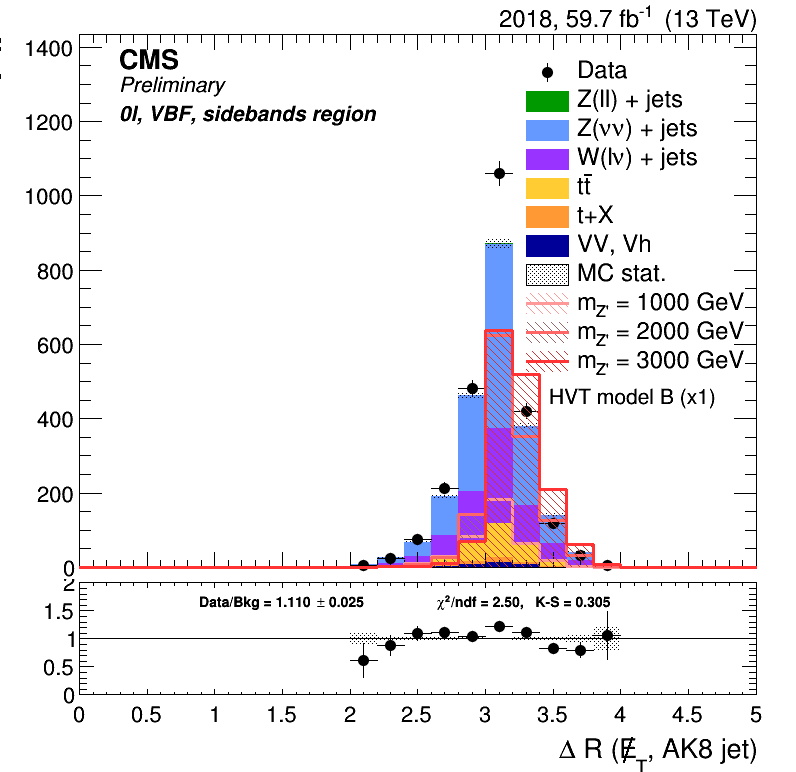 2018, 59.7 fb⁻¹ (13 TeV)
CMS
Preliminary
0l, VBF, sidebands region
Data
Z(ll) + jets
Z(νν) + jets
W(lν) + jets
tt̄
t+X
VV, Vh
MC stat.
m_Z' = 1000 GeV
m_Z' = 2000 GeV
m_Z' = 3000 GeV
HVT model B (x1)
1400
1200
1000
800
600
400
200
0
Data/Bkg = 1.110 ± 0.025 χ²/ndf = 2.50, K-S = 0.305
2
1.5
1
0.5
0
0 0.5 1 1.5 2 2.5 3 3.5 4 4.5 5
Δ R (E̸_T, AK8 jet)